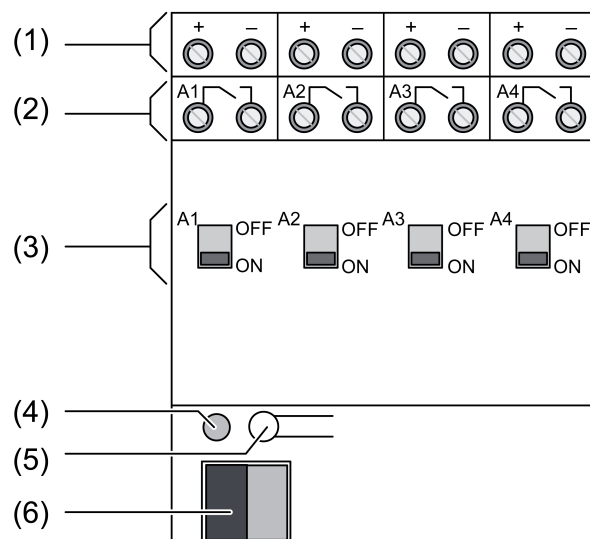 (1) + – + – + – + –
(2) A1 A2 A3 A4
(3) A1 OFF A2 OFF A3 OFF A4 OFF
ON ON ON ON
(4)
(5)
(6)